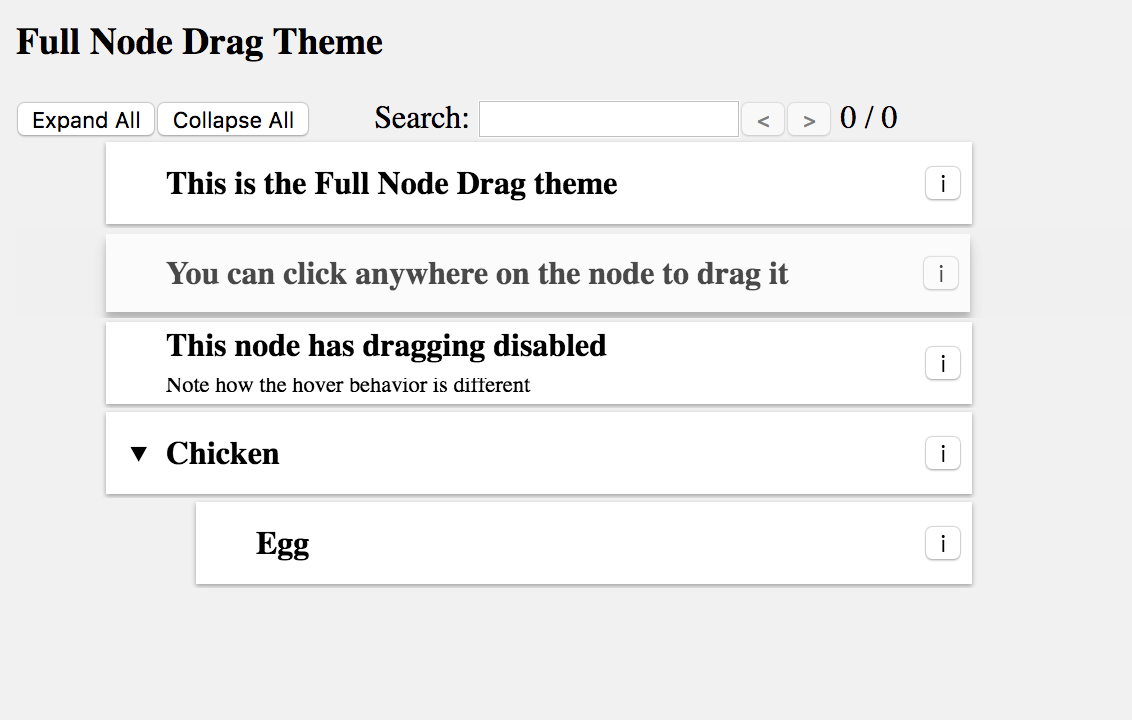 Full Node Drag Theme
Expand All Collapse All Search: < > 0 / 0
This is the Full Node Drag theme i
You can click anywhere on the node to drag it i
This node has dragging disabled
Note how the hover behavior is different i
▼ Chicken i
Egg i